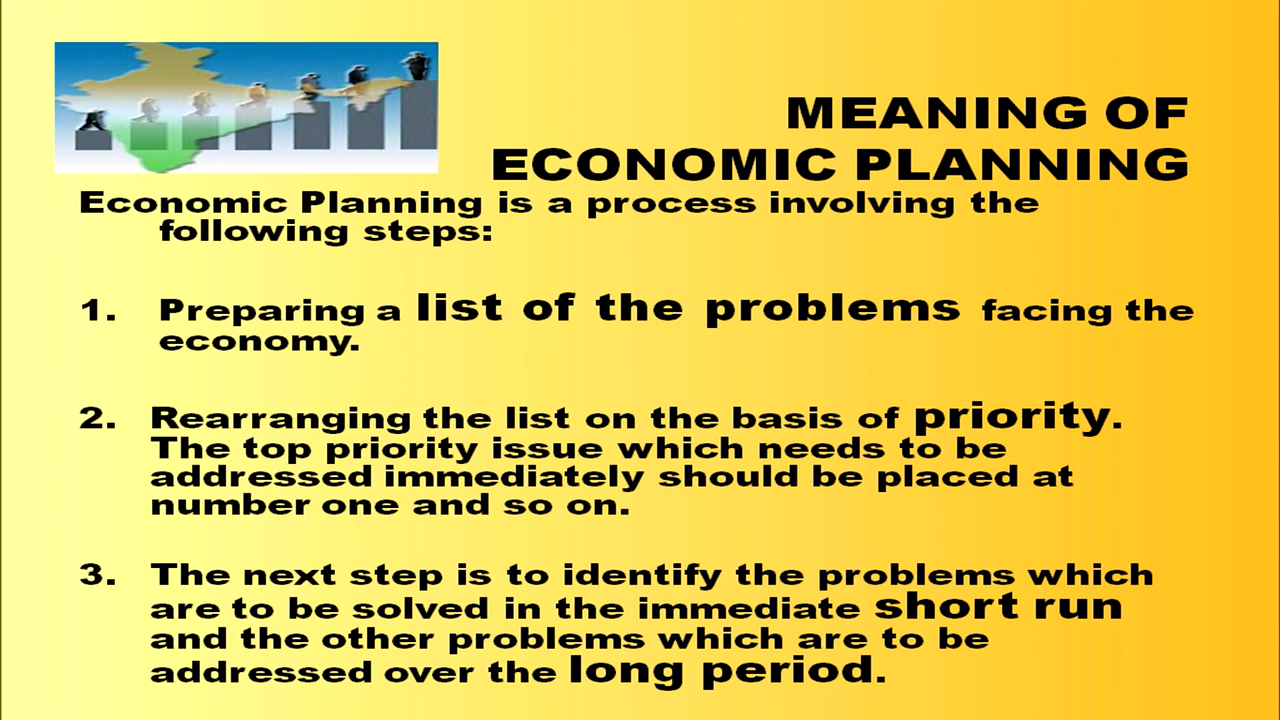 MEANING OF
ECONOMIC PLANNING
Economic Planning is a process involving the
following steps:
1. Preparing a list of the problems facing the
economy.
2. Rearranging the list on the basis of priority.
The top priority issue which needs to be
addressed immediately should be placed at
number one and so on.
3. The next step is to identify the problems which
are to be solved in the immediate short run
and the other problems which are to be
addressed over the long period.